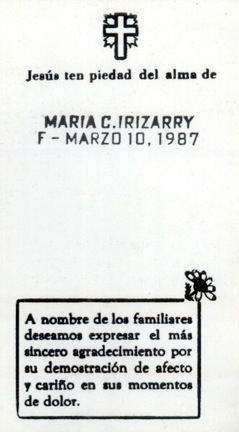 Jesús ten piedad del alma de
MARIA C. IRIZARRY
F - MARZO 10, 1987
A nombre de los familiares
deseamos expresar el más
sincero agradecimiento por
su demostración de afecto
y cariño en sus momentos
de dolor.